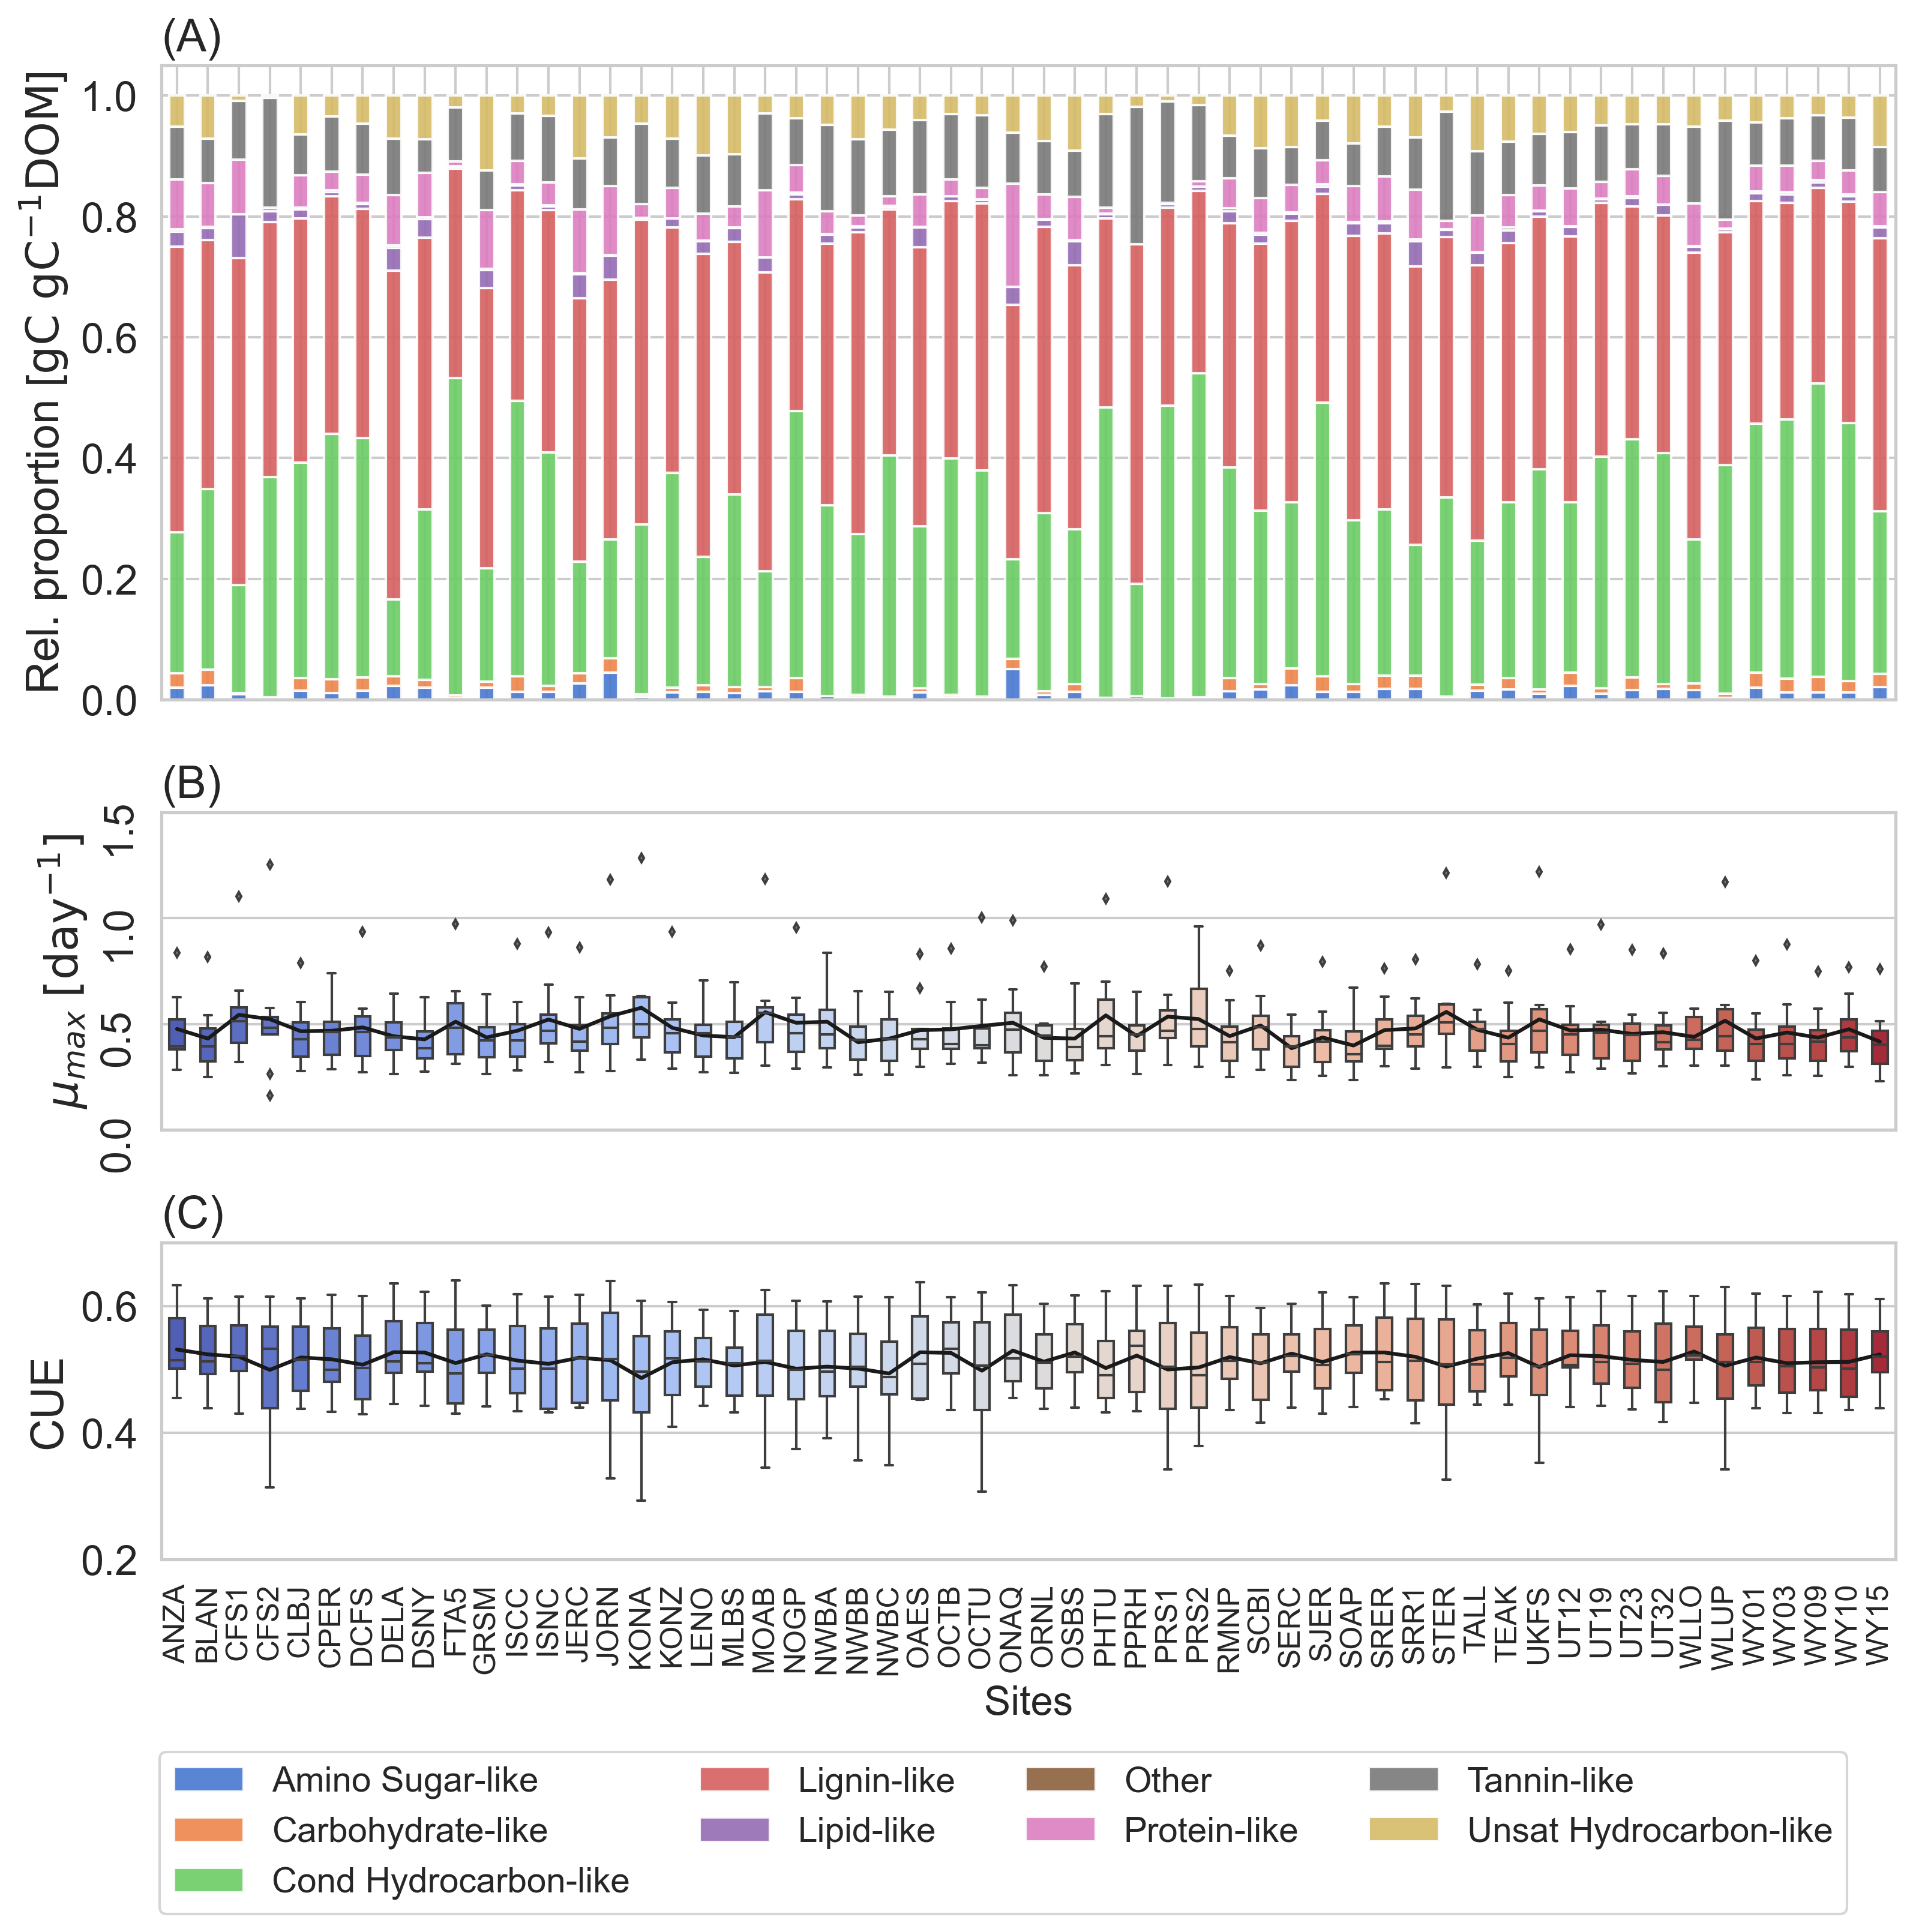 (A)
Rel. proportion [gC gC⁻¹DOM]
1.0
0.8
0.6
0.4
0.2
0.0
(B)
μmax [day⁻¹]
1.5
1.0
0.5
0.0
(C)
CUE
0.6
0.4
0.2
ANZA
BLAN
CFS1
CFS2
CLBJ
CPER
DCFS
DELA
DSNY
FTA5
GRSM
ISCC
ISNC
JERC
JORN
KONA
KONZ
LENO
MLBS
MOAB
NOGP
NWBA
NWBB
NWBC
OAES
OCTB
OCTU
ONAQ
ORNL
OSBS
PHTU
PPRH
PRS1
PRS2
RMNP
SCBI
SERC
SJER
SOAP
SRER
SRR1
STER
TALL
TEAK
UKFS
UT12
UT19
UT23
UT32
WLLO
WLUP
WY01
WY03
WY09
WY10
WY15
Sites
Amino Sugar-like
Carbohydrate-like
Cond Hydrocarbon-like
Lignin-like
Lipid-like
Other
Protein-like
Tannin-like
Unsat Hydrocarbon-like